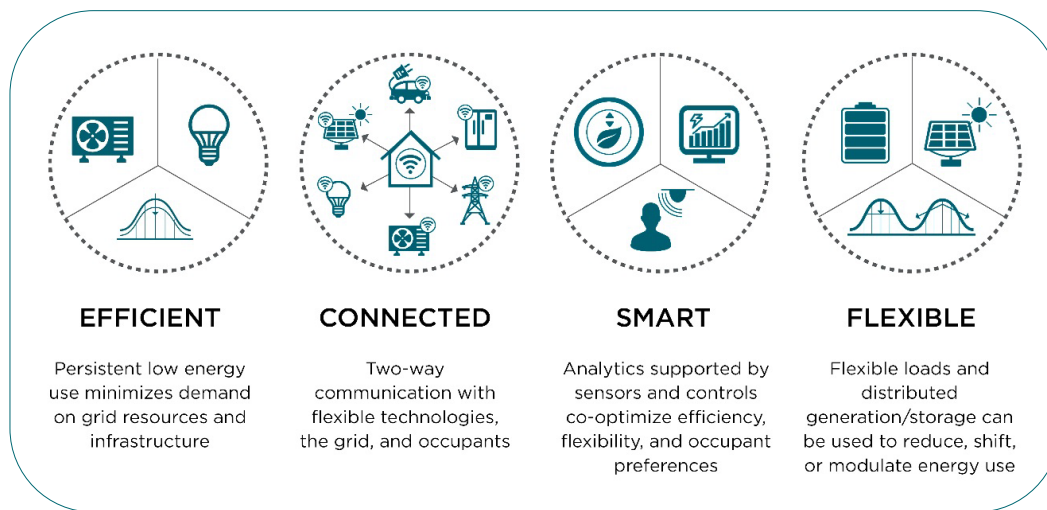 EFFICIENT
Persistent low energy
use minimizes demand
on grid resources and
infrastructure
CONNECTED
Two-way
communication with
flexible technologies,
the grid, and occupants
SMART
Analytics supported by
sensors and controls
co-optimize efficiency,
flexibility, and occupant
preferences
FLEXIBLE
Flexible loads and
distributed
generation/storage can
be used to reduce, shift,
or modulate energy use